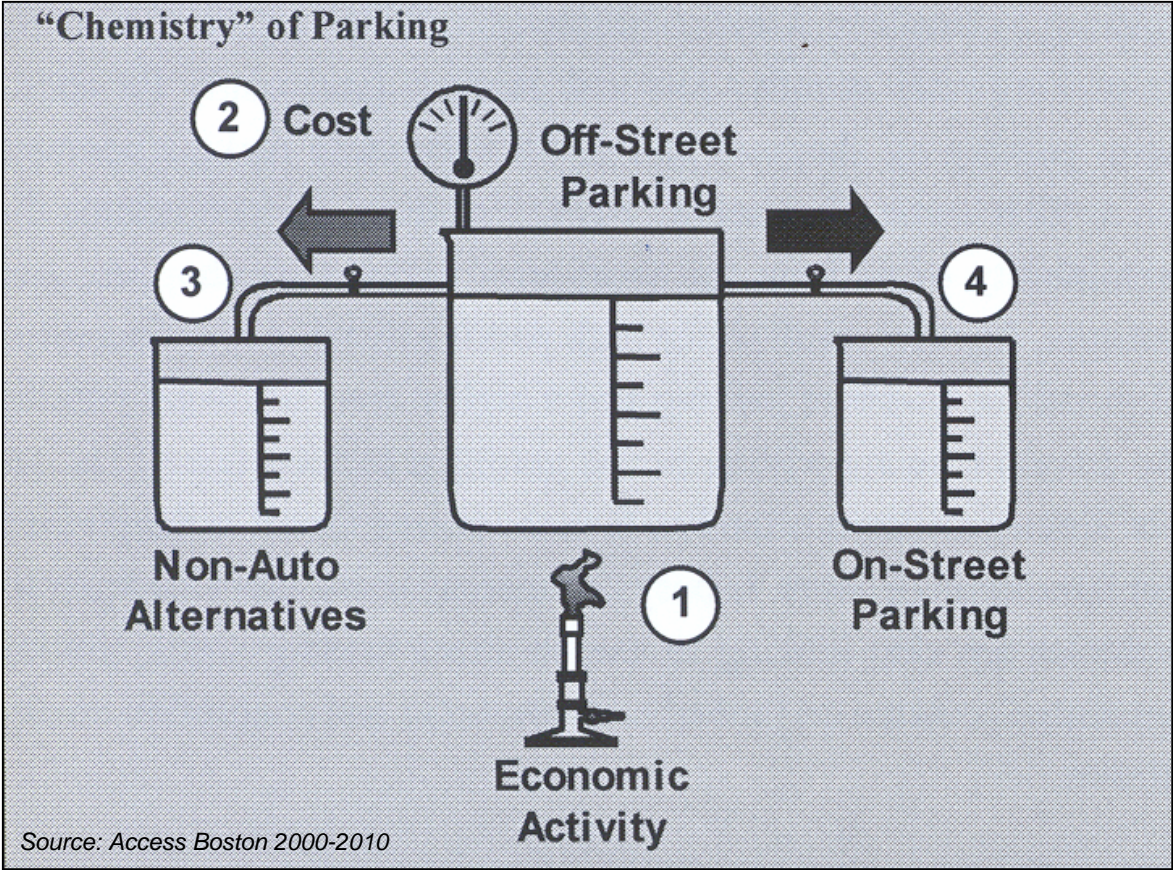 “Chemistry” of Parking
2 Cost
Off-Street
Parking
3
4
Non-Auto
Alternatives
On-Street
Parking
1
Economic
Activity
Source: Access Boston 2000-2010